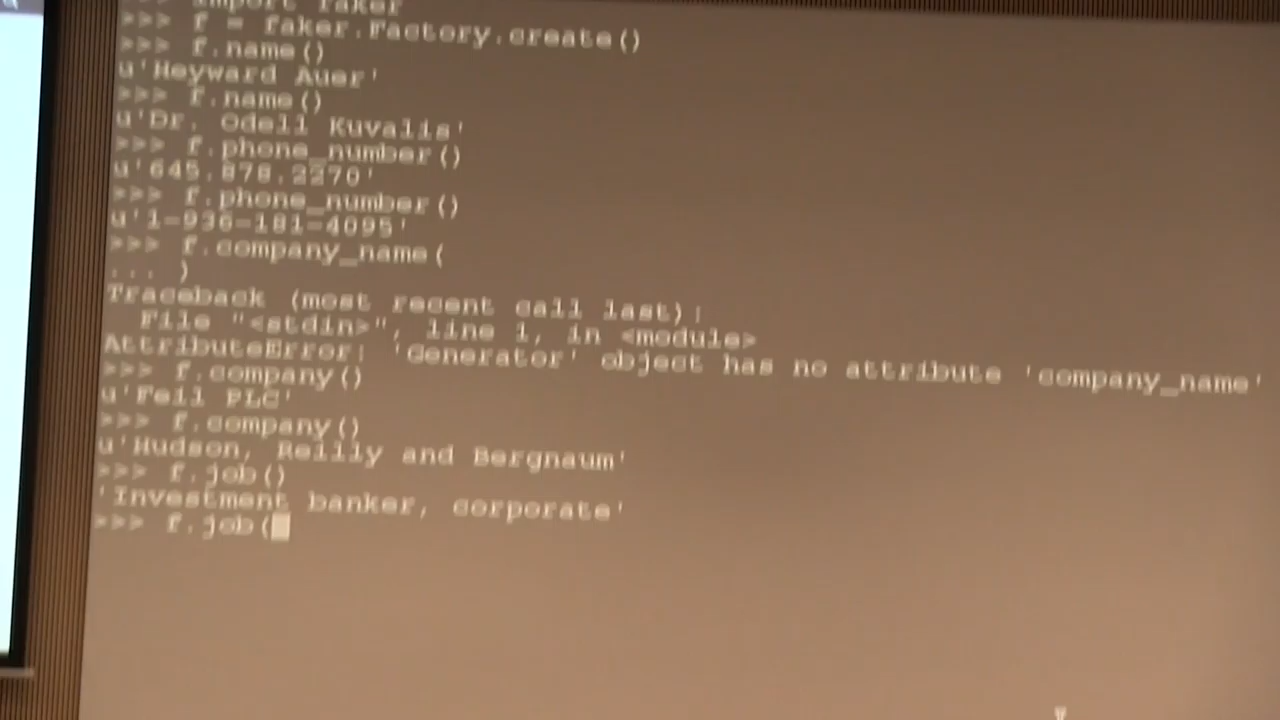 >>> import faker
>>> f = faker.Factory.create()
>>> f.name()
u'Heyward Auer'
>>> f.name()
u'Dr. Odell Kuvalis'
>>> f.phone_number()
u'645.878.2270'
>>> f.phone_number()
u'1-936-181-4095'
>>> f.company_name(
... )
Traceback (most recent call last):
  File "<stdin>", line 1, in <module>
AttributeError: 'Generator' object has no attribute 'company_name'
>>> f.company()
u'Feil PLC'
>>> f.company()
u'Hudson, Reilly and Bergnaum'
>>> f.job()
'Investment banker, corporate'
>>> f.job(